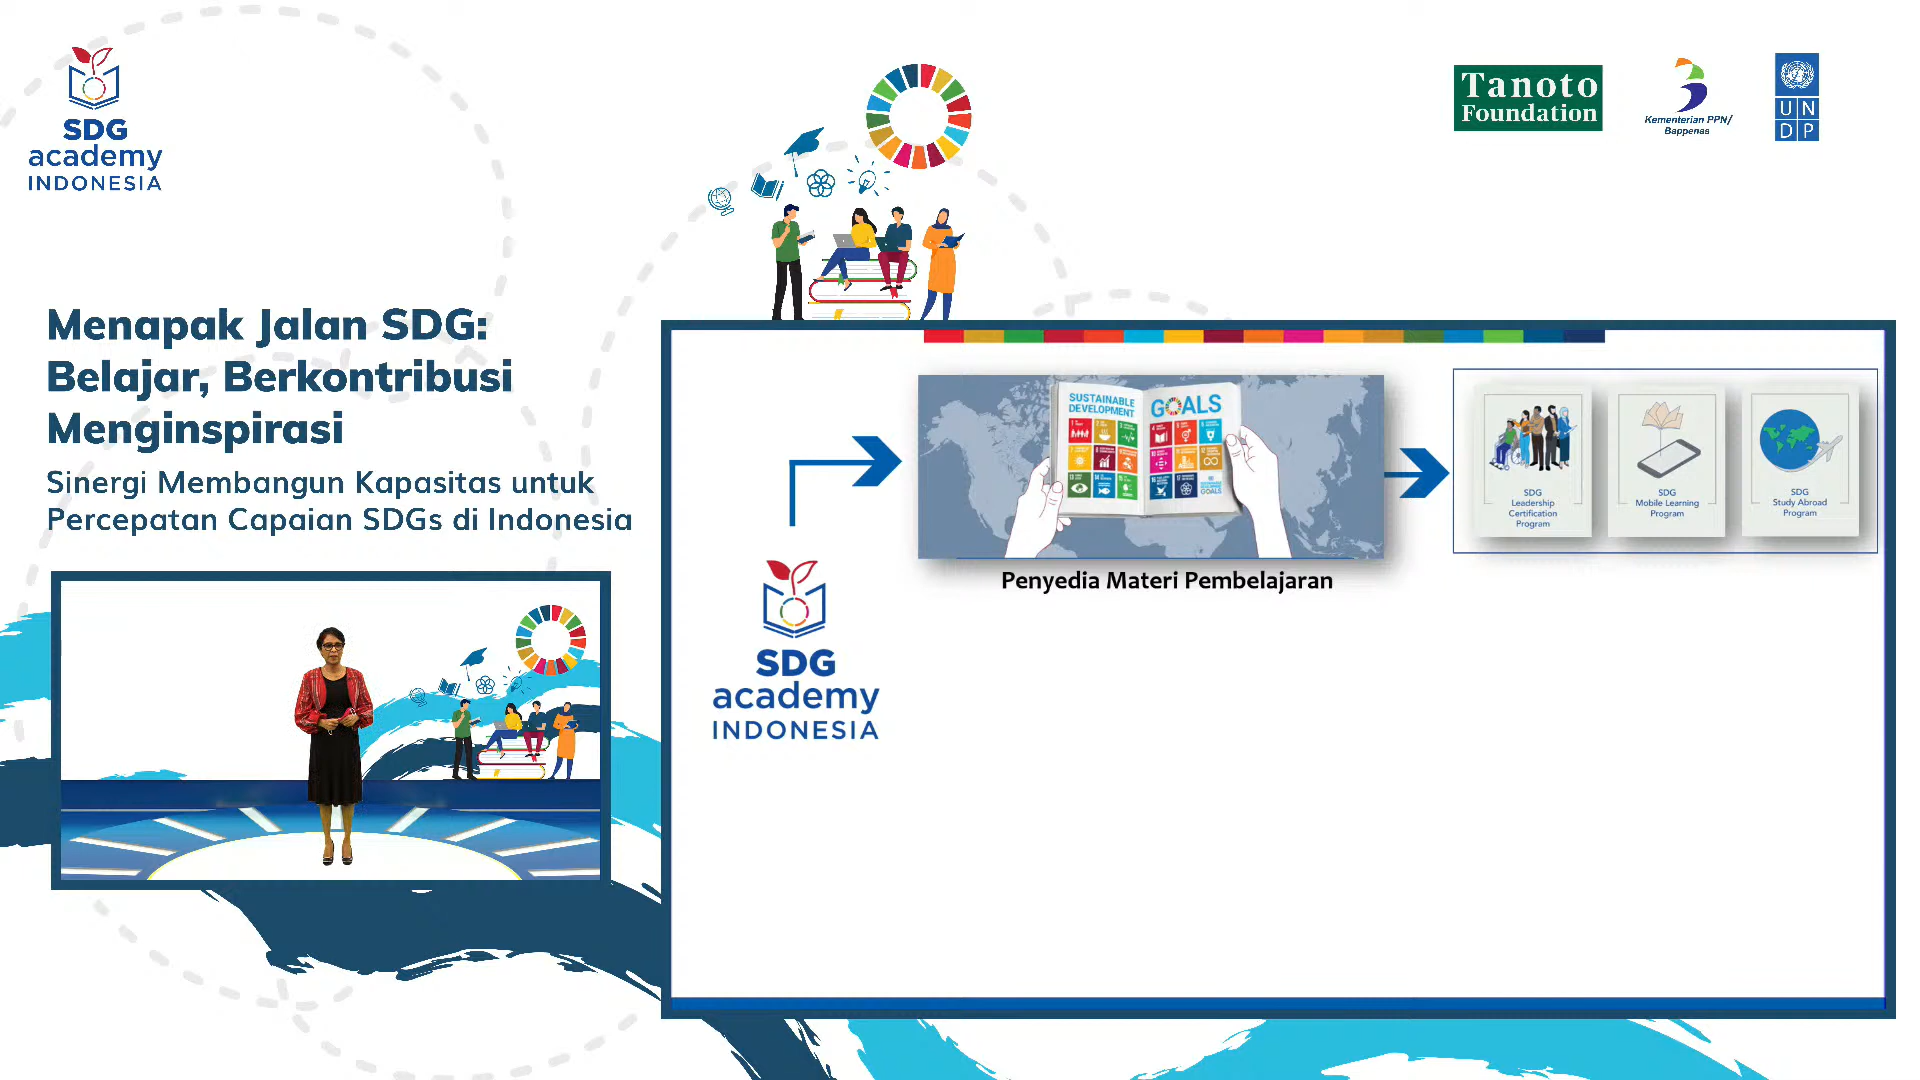 SDG
academy
INDONESIA
Tanoto
Foundation
Kementerian PPN/
Bappenas
UN
DP
Menapak Jalan SDG:
Belajar, Berkontribusi
Menginspirasi
Sinergi Membangun Kapasitas untuk
Percepatan Capaian SDGs di Indonesia
SUSTAINABLE
DEVELOPMENT
GOALS
Penyedia Materi Pembelajaran
SDG
Leadership
Certification
Program
SDG
Mobile Learning
Program
SDG
Study Abroad
Program
SDG
academy
INDONESIA